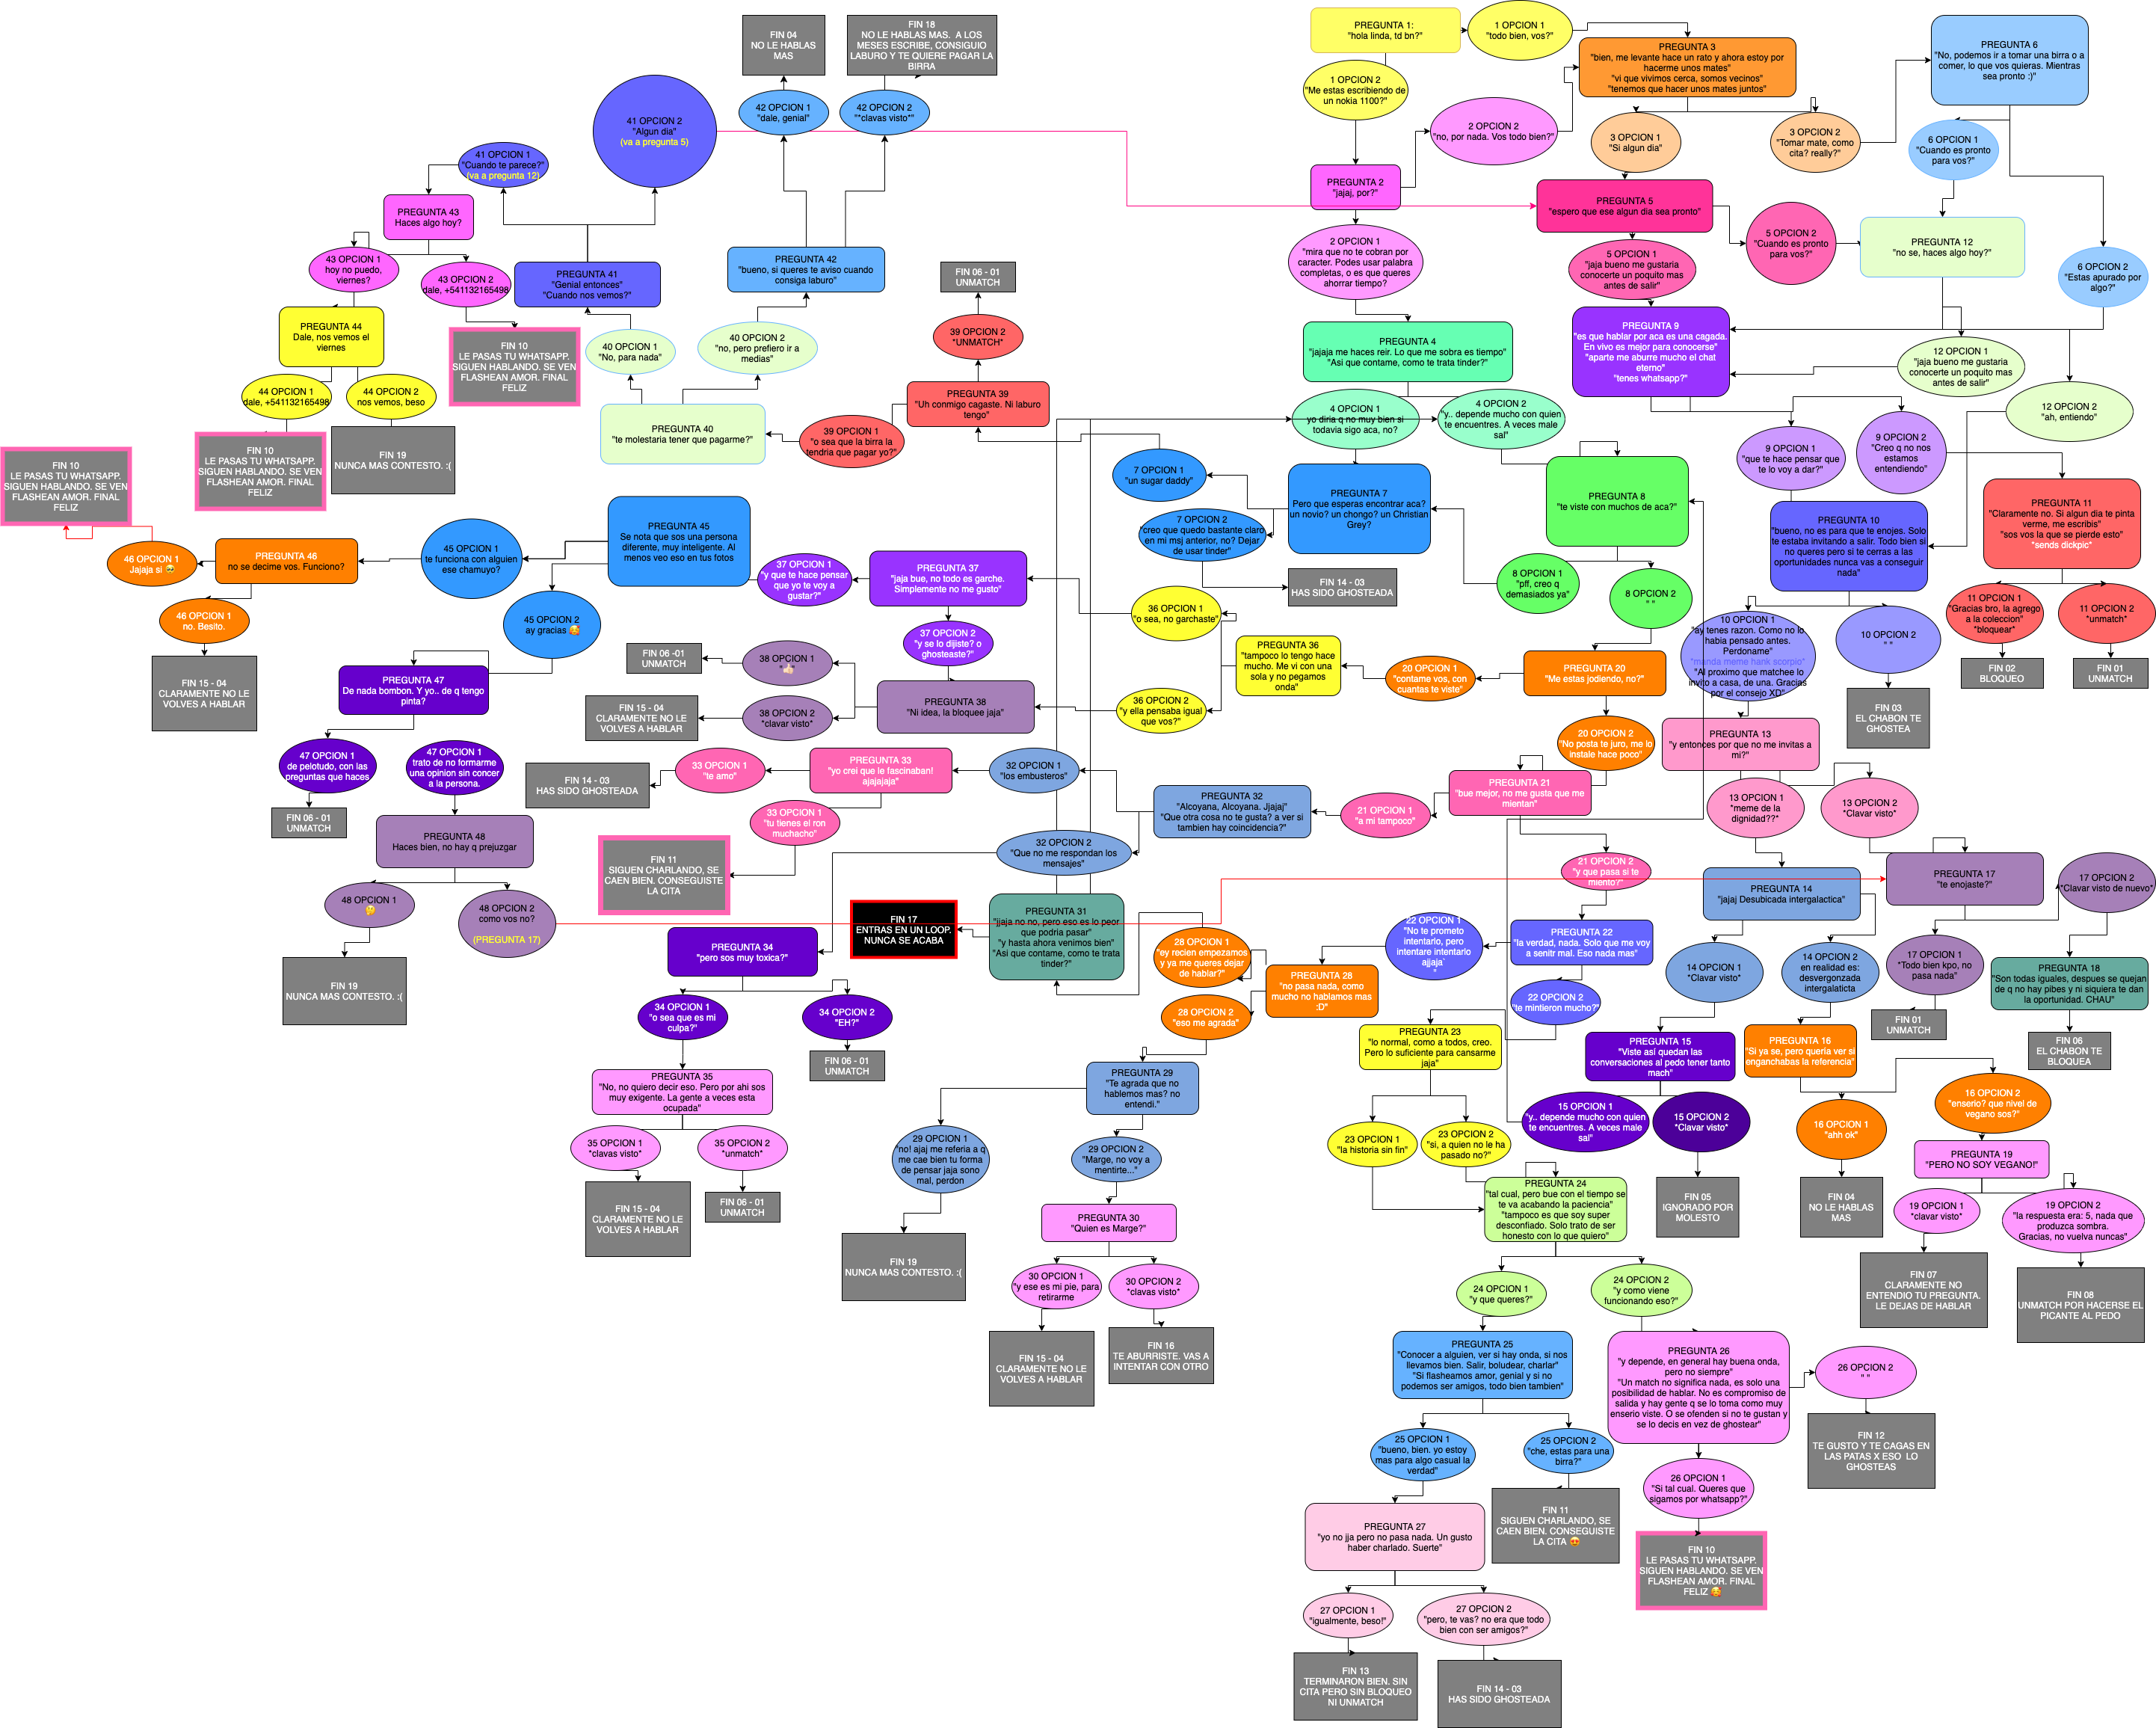 FIN 04
NO LE HABLAS
MAS
FIN 18
NO LE HABLAS MAS. A LOS
MESES ESCRIBE, CONSIGUIO
LABURO Y TE QUIERE PAGAR LA
BIRRA
PREGUNTA 1:
"hola linda, td bn?"
1 OPCION 1
"todo bien, vos?"
PREGUNTA 3
"bien, me levante hace un rato y ahora estoy por
hacerme unos mates"
"vi que vivimos cerca, somos vecinos"
"tenemos que hacer unos mates juntos"
PREGUNTA 6
"No, podemos ir a tomar una birra o a
comer, lo que vos quieras. Mientras
sea pronto :)"
1 OPCION 2
"Me estas escribiendo de
un nokia 1100?"
41 OPCION 2
"Algun dia"
(va a pregunta 5)
42 OPCION 1
"dale, genial"
42 OPCION 2
"*clavas visto*"
2 OPCION 2
"no, por nada. Vos todo bien?"
3 OPCION 1
"Si algun dia"
3 OPCION 2
"Tomar mate, como
cita? really?"
6 OPCION 1
"Cuando es pronto
para vos?"
41 OPCION 1
"Cuando te parece?"
(va a pregunta 12)
PREGUNTA 2
"jajaj, por?"
PREGUNTA 5
"espero que ese algun dia sea pronto"
PREGUNTA 43
Haces algo hoy?
2 OPCION 1
"mira que no te cobran por
caracter. Podes usar palabra
completas, o es que queres
ahorrar tiempo?
5 OPCION 1
"jaja bueno me gustaria
conocerte un poquito mas
antes de salir"
5 OPCION 2
"Cuando es pronto
para vos?"
PREGUNTA 12
"no se, haces algo hoy?"
6 OPCION 2
"Estas apurado por
algo?"
43 OPCION 1
hoy no puedo,
viernes?
43 OPCION 2
dale, +541132165498
PREGUNTA 41
"Genial entonces"
"Cuando nos vemos?"
PREGUNTA 42
"bueno, si queres te aviso cuando
consiga laburo"
FIN 06 - 01
UNMATCH
PREGUNTA 44
Dale, nos vemos el
viernes
FIN 10
LE PASAS TU WHATSAPP.
SIGUEN HABLANDO. SE VEN
FLASHEAN AMOR. FINAL
FELIZ
40 OPCION 1
"No, para nada"
40 OPCION 2
"no, pero prefiero ir a
medias"
39 OPCION 2
*UNMATCH*
PREGUNTA 4
"jajaja me haces reir. Lo que me sobra es tiempo"
"Asi que contame, como te trata tinder?"
PREGUNTA 9
"es que hablar por aca es una cagada.
En vivo es mejor para conocerse"
"aparte me aburre mucho el chat
eterno"
"tenes whatsapp?"
12 OPCION 1
"jaja bueno me gustaria
conocerte un poquito mas
antes de salir"
44 OPCION 1
dale, +541132165498
44 OPCION 2
nos vemos, beso
PREGUNTA 40
"te molestaria tener que pagarme?"
39 OPCION 1
"o sea que la birra la
tendria que pagar yo?"
PREGUNTA 39
"Uh conmigo cagaste. Ni laburo
tengo"
4 OPCION 1
yo diria q no muy bien si
todavia sigo aca, no?
4 OPCION 2
"y.. depende mucho con quien
te encuentres. A veces male
sal"
12 OPCION 2
"ah, entiendo"
FIN 10
LE PASAS TU WHATSAPP.
SIGUEN HABLANDO. SE VEN
FLASHEAN AMOR. FINAL
FELIZ
FIN 10
LE PASAS TU WHATSAPP.
SIGUEN HABLANDO. SE VEN
FLASHEAN AMOR. FINAL
FELIZ
FIN 19
NUNCA MAS CONTESTO. :(
7 OPCION 1
"un sugar daddy"
PREGUNTA 7
Pero que esperas encontrar aca?
un novio? un chongo? un Christian
Grey?
PREGUNTA 8
"te viste con muchos de aca?"
9 OPCION 1
"que te hace pensar que
te lo voy a dar?"
9 OPCION 2
"Creo q no nos
estamos
entendiendo"
PREGUNTA 11
"Claramente no. Si algun dia te pinta
verme, me escribis"
"sos vos la que se pierde esto"
*sends dickpic*
7 OPCION 2
"creo que quedo bastante claro
en mi msj anterior, no? Dejar
de usar tinder"
PREGUNTA 10
"bueno, no es para que te enojes. Solo
te estaba invitando a salir. Todo bien si
no queres pero si te cerras a las
oportunidades nunca vas a conseguir
nada"
46 OPCION 1
Jajaja si 🥺
PREGUNTA 46
no se decime vos. Funciono?
45 OPCION 1
te funciona con alguien
ese chamuyo?
PREGUNTA 45
Se nota que sos una persona
diferente, muy inteligente. Al
menos veo eso en tus fotos
37 OPCION 1
"y que te hace pensar
que yo te voy a
gustar?"
PREGUNTA 37
"jaja bue, no todo es garche.
Simplemente no me gusto"
FIN 14 - 03
HAS SIDO GHOSTEADA
8 OPCION 1
"pff, creo q
demasiados ya"
8 OPCION 2
" "
11 OPCION 1
"Gracias bro, la agrego
a la coleccion"
"bloquear"
11 OPCION 2
*unmatch*
46 OPCION 1
no. Besito.
45 OPCION 2
ay gracias 🥰
37 OPCION 2
"y se lo dijiste? o
ghosteaste?"
36 OPCION 1
"o sea, no garchaste"
10 OPCION 1
"ay tenes razon. Como no lo
habia pensado antes.
Perdoname"
"manda meme hank scorpio"
"Al proximo que matchee lo
invito a casa, de una. Gracias
por el consejo XD"
10 OPCION 2
" "
FIN 02
BLOQUEO
FIN 01
UNMATCH
FIN 15 - 04
CLARAMENTE NO LE
VOLVES A HABLAR
PREGUNTA 47
De nada bombon. Y yo.. de q tengo
pinta?
FIN 06 -01
UNMATCH
38 OPCION 1
"👍🏻
PREGUNTA 36
"tampoco lo tengo hace
mucho. Me vi con una
sola y no pegamos
onda"
20 OPCION 1
"contame vos, con
cuantas te viste"
PREGUNTA 20
"Me estas jodiendo, no?"
FIN 15 - 04
CLARAMENTE NO LE
VOLVES A HABLAR
38 OPCION 2
*clavar visto*
PREGUNTA 38
"Ni idea, la bloquee jaja"
36 OPCION 2
"y ella pensaba igual
que vos?"
FIN 03
EL CHABON TE
GHOSTEA
47 OPCION 1
de pelotudo, con las
preguntas que haces
47 OPCION 1
trato de no formarme
una opinion sin concer
a la persona.
20 OPCION 2
"No posta te juro, me lo
instale hace poco"
PREGUNTA 13
"y entonces por que no me invitas a
mi?"
FIN 14 - 03
HAS SIDO GHOSTEADA
33 OPCION 1
"te amo"
PREGUNTA 33
"yo crei que le fascinaban!
ajajajaja"
32 OPCION 1
"los embusteros"
PREGUNTA 32
"Alcoyana, Alcoyana. Jjajaj"
"Que otra cosa no te gusta? a ver si
tambien hay coincidencia?"
21 OPCION 1
"a mi tampoco"
PREGUNTA 21
"bue mejor, no me gusta que me
mientan"
13 OPCION 1
"meme de la
dignidad??*
13 OPCION 2
*Clavar visto*
FIN 06 - 01
UNMATCH
PREGUNTA 48
Haces bien, no hay q prejuzgar
33 OPCION 1
"tu tienes el ron
muchacho"
32 OPCION 2
"Que no me respondan los
mensajes"
FIN 11
SIGUEN CHARLANDO, SE
CAEN BIEN. CONSEGUISTE
LA CITA
21 OPCION 2
"y que pasa si te
miento?"
PREGUNTA 14
"jajaj Desubicada intergalactica"
PREGUNTA 17
"te enojaste?"
17 OPCION 2
*Clavar visto de nuevo*
48 OPCION 1
🤔
48 OPCION 2
como vos no?
(PREGUNTA 17)
FIN 17
ENTRAS EN UN LOOP.
NUNCA SE ACABA
PREGUNTA 31
"jjaja no no, pero eso es lo peor
que podria pasar"
"y hasta ahora venimos bien"
"Asi que contame, como te trata
tinder?"
28 OPCION 1
"ey recien empezamos
y ya me queres dejar
de hablar?"
22 OPCION 1
"No te prometo
intentarlo, pero
intentare intentarlo
ajjaja`
"
PREGUNTA 22
"la verdad, nada. Solo que me voy
a senitr mal. Eso nada mas"
PREGUNTA 34
"pero sos muy toxica?"
14 OPCION 1
"Clavar visto"
14 OPCION 2
en realidad es:
desvergonzada
intergalaticta
17 OPCION 1
"Todo bien kpo, no
pasa nada"
PREGUNTA 18
"Son todas iguales, despues se quejan
de q no hay pibes y ni siquiera te dan
la oportunidad. CHAU"
FIN 19
NUNCA MAS CONTESTO. :(
34 OPCION 1
"o sea que es mi
culpa?"
34 OPCION 2
"EH?"
28 OPCION 2
"eso me agrada"
PREGUNTA 28
"no pasa nada, como
mucho no hablamos mas
:D"
22 OPCION 2
"te mintieron mucho?"
FIN 01
UNMATCH
FIN 06 - 01
UNMATCH
PREGUNTA 23
"lo normal, como a todos, creo.
Pero lo suficiente para cansarme
jaja"
PREGUNTA 15
"Viste así quedan las
conversaciones al pedo tener tanto
mach"
PREGUNTA 16
"Si ya se, pero queria ver si
enganchabas la referencia"
FIN 06
EL CHABON TE
BLOQUEA
PREGUNTA 35
"No, no quiero decir eso. Pero por ahi sos
muy exigente. La gente a veces esta
ocupada"
PREGUNTA 29
"Te agrada que no
hablemos mas? no
entendi."
16 OPCION 2
"enserio? que nivel de
vegano sos?"
35 OPCION 1
*clavas visto*
35 OPCION 2
*unmatch*
29 OPCION 1
"no! ajaj me referia a q
me cae bien tu forma
de pensar jaja sono
mal, perdon
29 OPCION 2
"Marge, no voy a
mentirte..."
23 OPCION 1
"la historia sin fin"
23 OPCION 2
"si, a quien no le ha
pasado no?"
15 OPCION 1
"y.. depende mucho con quien
te encuentres. A veces male
sal"
15 OPCION 2
*Clavar visto*
16 OPCION 1
"ahh ok"
PREGUNTA 19
"PERO NO SOY VEGANO!"
FIN 15 - 04
CLARAMENTE NO LE
VOLVES A HABLAR
FIN 06 - 01
UNMATCH
PREGUNTA 30
"Quien es Marge?"
PREGUNTA 24
"tal cual, pero bue con el tiempo se
te va acabando la paciencia"
"tampoco es que soy super
desconfiado. Solo trato de ser
honesto con lo que quiero"
FIN 05
IGNORADO POR
MOLESTO
FIN 04
NO LE HABLAS
MAS
19 OPCION 1
*clavar visto*
19 OPCION 2
"la respuesta era: 5, nada que
produzca sombra.
Gracias, no vuelva nuncas"
FIN 19
NUNCA MAS CONTESTO. :(
30 OPCION 1
"y ese es mi pie, para
retirarme
30 OPCION 2
*clavas visto*
24 OPCION 1
"y que queres?"
24 OPCION 2
"y como viene
funcionando eso?"
FIN 07
CLARAMENTE NO
ENTENDIO TU PREGUNTA.
LE DEJAS DE HABLAR
FIN 08
UNMATCH POR HACERSE EL
PICANTE AL PEDO
FIN 15 - 04
CLARAMENTE NO LE
VOLVES A HABLAR
FIN 16
TE ABURRISTE. VAS A
INTENTAR CON OTRO
PREGUNTA 25
"Conocer a alguien, ver si hay onda, si nos
llevamos bien. Salir, boludear, charlar"
"Si flasheamos amor, genial y si no
podemos ser amigos, todo bien tambien"
PREGUNTA 26
"y depende, en general hay buena onda,
pero no siempre"
"Un match no significa nada, es solo una
posibilidad de hablar. No es compromiso de
salida y hay gente q se lo toma como muy
enserio viste. O se ofenden si no te gustan y
se lo decis en vez de ghostear"
26 OPCION 2
" "
25 OPCION 1
"bueno, bien. yo estoy
mas para algo casual la
verdad"
25 OPCION 2
"che, estas para una
birra?"
FIN 12
TE GUSTO Y TE CAGAS EN
LAS PATAS X ESO LO
GHOSTEAS
26 OPCION 1
"Si tal cual. Queres que
sigamos por whatsapp?"
PREGUNTA 27
"yo no jja pero no pasa nada. Un gusto
haber charlado. Suerte"
FIN 11
SIGUEN CHARLANDO, SE
CAEN BIEN. CONSEGUISTE
LA CITA 😍
FIN 10
LE PASAS TU WHATSAPP.
SIGUEN HABLANDO. SE VEN
FLASHEAN AMOR. FINAL
FELIZ 🥰
27 OPCION 1
"igualmente, beso!"
27 OPCION 2
"pero, te vas? no era que todo
bien con ser amigos?"
FIN 13
TERMINARON BIEN. SIN
CITA PERO SIN BLOQUEO
NI UNMATCH
FIN 14 - 03
HAS SIDO GHOSTEADA